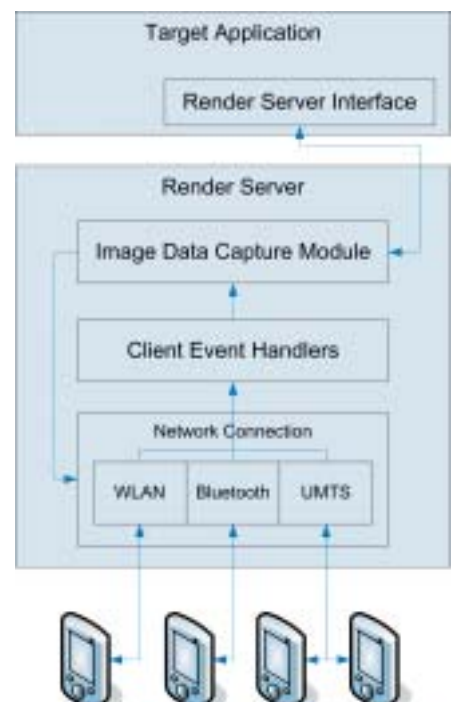 Target Application
Render Server Interface
Render Server
Image Data Capture Module
Client Event Handlers
Network Connection
WLAN
Bluetooth
UMTS